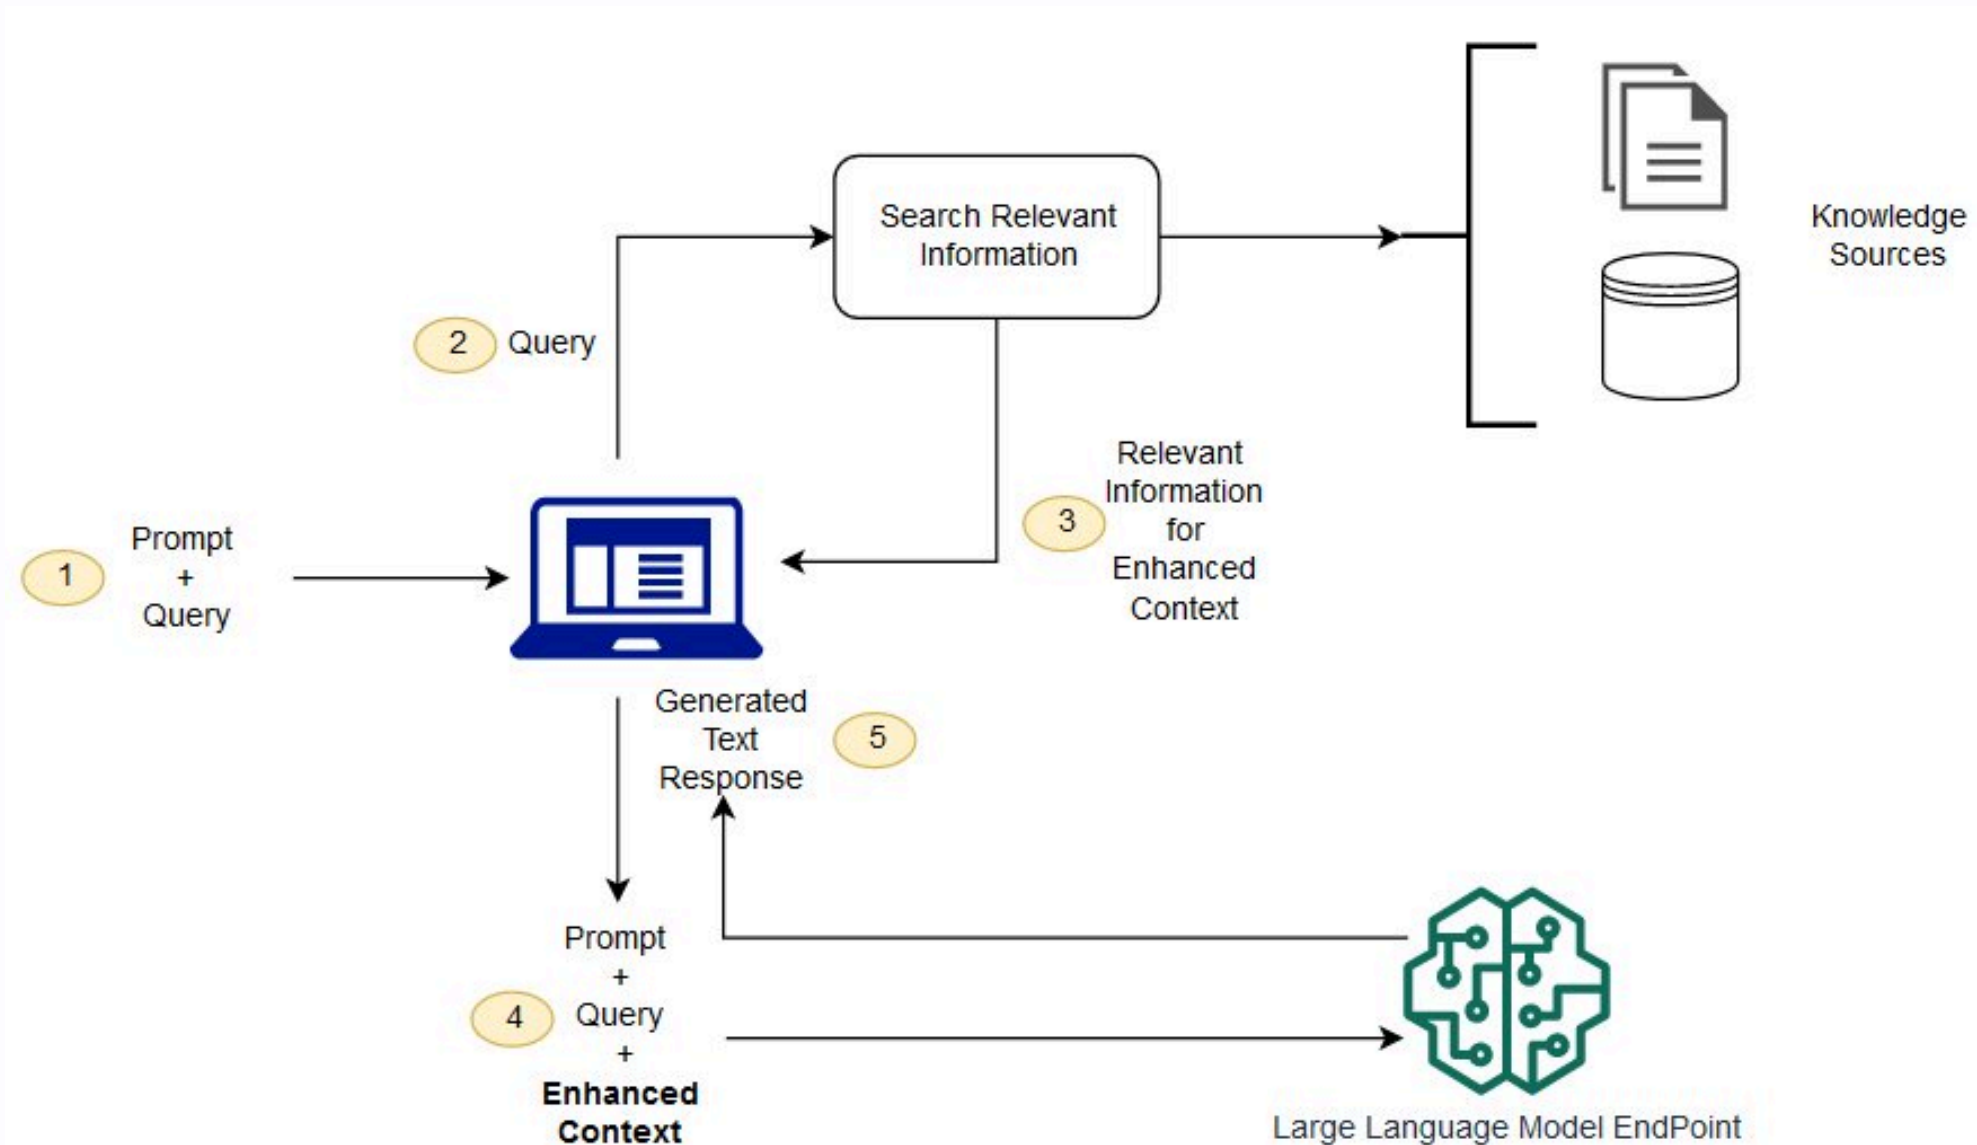 Search Relevant
Information
Knowledge
Sources
2
Query
1
Prompt
+
Query
3
Relevant
Information
for
Enhanced
Context
Generated
Text
Response
5
4
Prompt
+
Query
+
Enhanced
Context
Large Language Model EndPoint